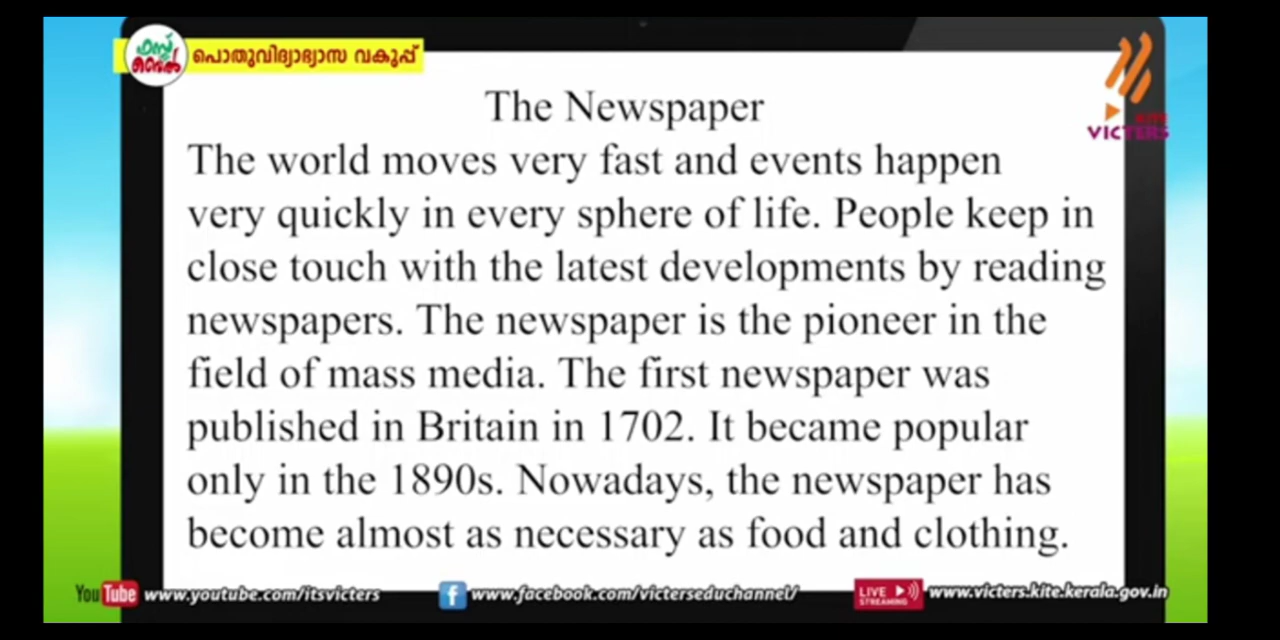 ഫസ്റ്റ്
ബെൽ
പൊതുവിദ്യാഭ്യാസ വകുപ്പ്
KITE
VICTERS
The Newspaper
The world moves very fast and events happen
very quickly in every sphere of life. People keep in
close touch with the latest developments by reading
newspapers. The newspaper is the pioneer in the
field of mass media. The first newspaper was
published in Britain in 1702. It became popular
only in the 1890s. Nowadays, the newspaper has
become almost as necessary as food and clothing.
YouTube www.youtube.com/itsvicters
f www.facebook.com/victerseduchannel/
LIVE STREAMING www.victers.kite.kerala.gov.in